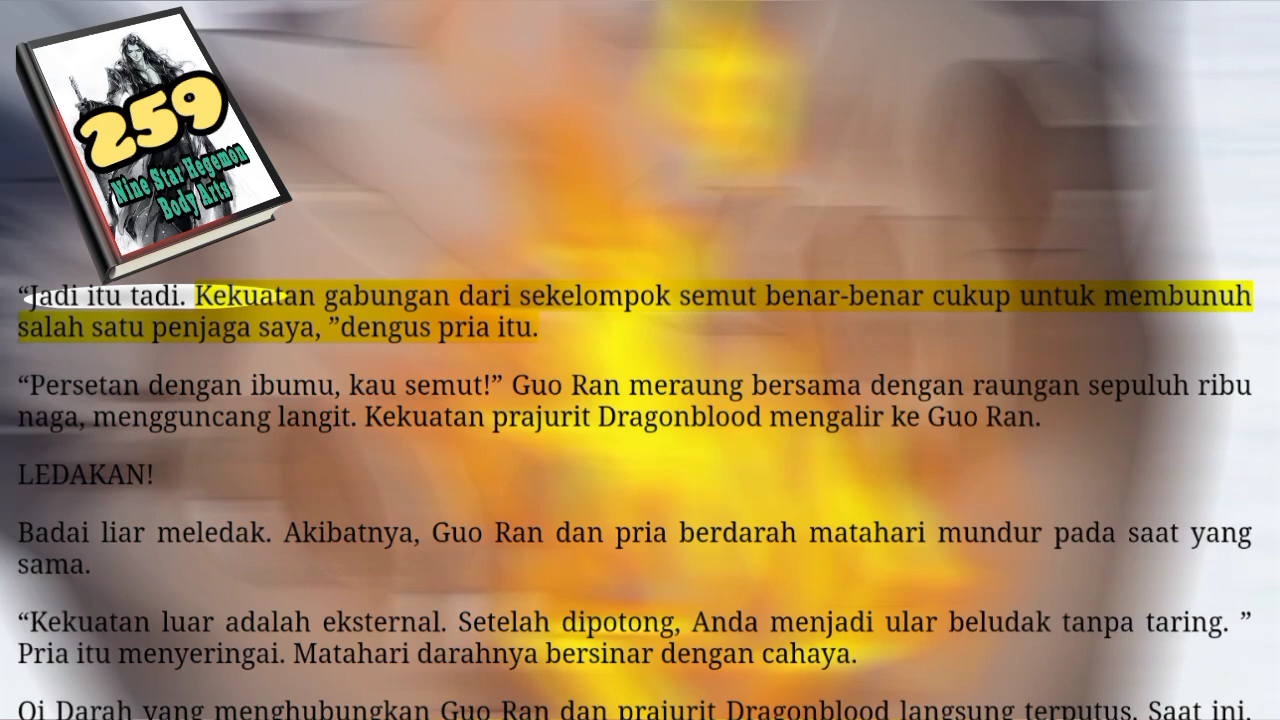 259
Nine Star Hegemon
Body Arts
“Jadi itu tadi. Kekuatan gabungan dari sekelompok semut benar-benar cukup untuk membunuh
salah satu penjaga saya, ”dengus pria itu.
“Persetan dengan ibumu, kau semut!” Guo Ran meraung bersama dengan raungan sepuluh ribu
naga, mengguncang langit. Kekuatan prajurit Dragonblood mengalir ke Guo Ran.
LEDAKAN!
Badai liar meledak. Akibatnya, Guo Ran dan pria berdarah matahari mundur pada saat yang
sama.
“Kekuatan luar adalah eksternal. Setelah dipotong, Anda menjadi ular beludak tanpa taring. ”
Pria itu menyeringai. Matahari darahnya bersinar dengan cahaya.
Qi Darah yang menghubungkan Guo Ran dan prajurit Dragonblood langsung terputus. Saat ini,